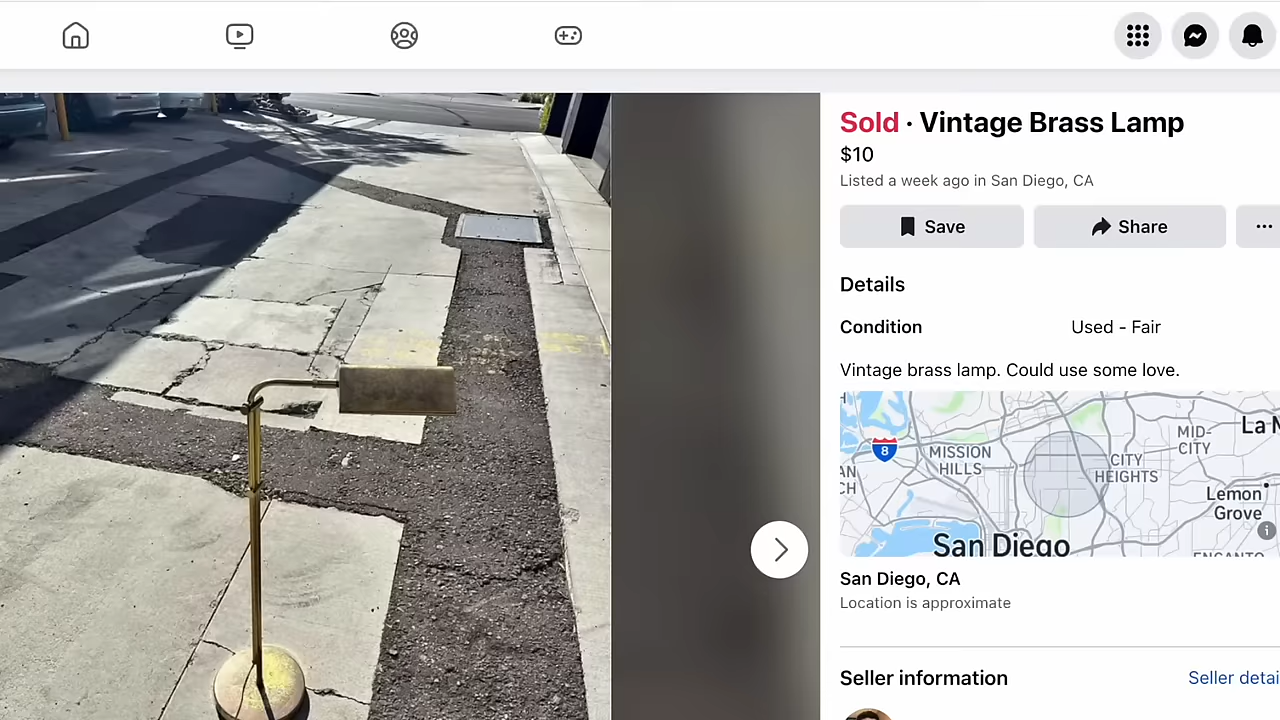 Sold · Vintage Brass Lamp
$10
Listed a week ago in San Diego, CA
Save
Share
Details
Condition
Used - Fair
Vintage brass lamp. Could use some love.
8
MISSION
HILLS
CITY
HEIGHTS
MID-
CITY
La
Lemon
Grove
San Diego
San Diego, CA
Location is approximate
Seller information
Seller detai